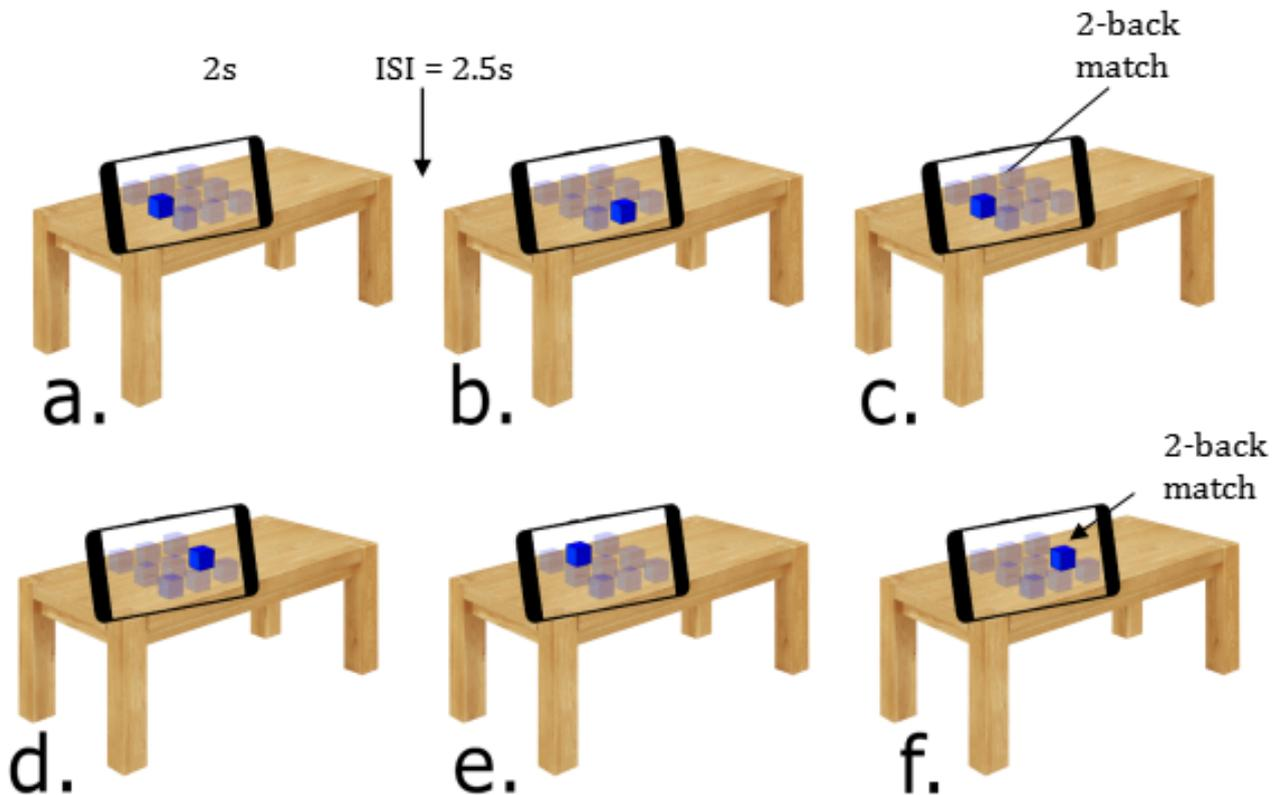 2s
ISI = 2.5s
2-back
match
a.
b.
c.
2-back
match
d.
e.
f.